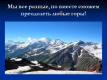 Мы все разные, но вместе сможем
преодолеть любые горы!